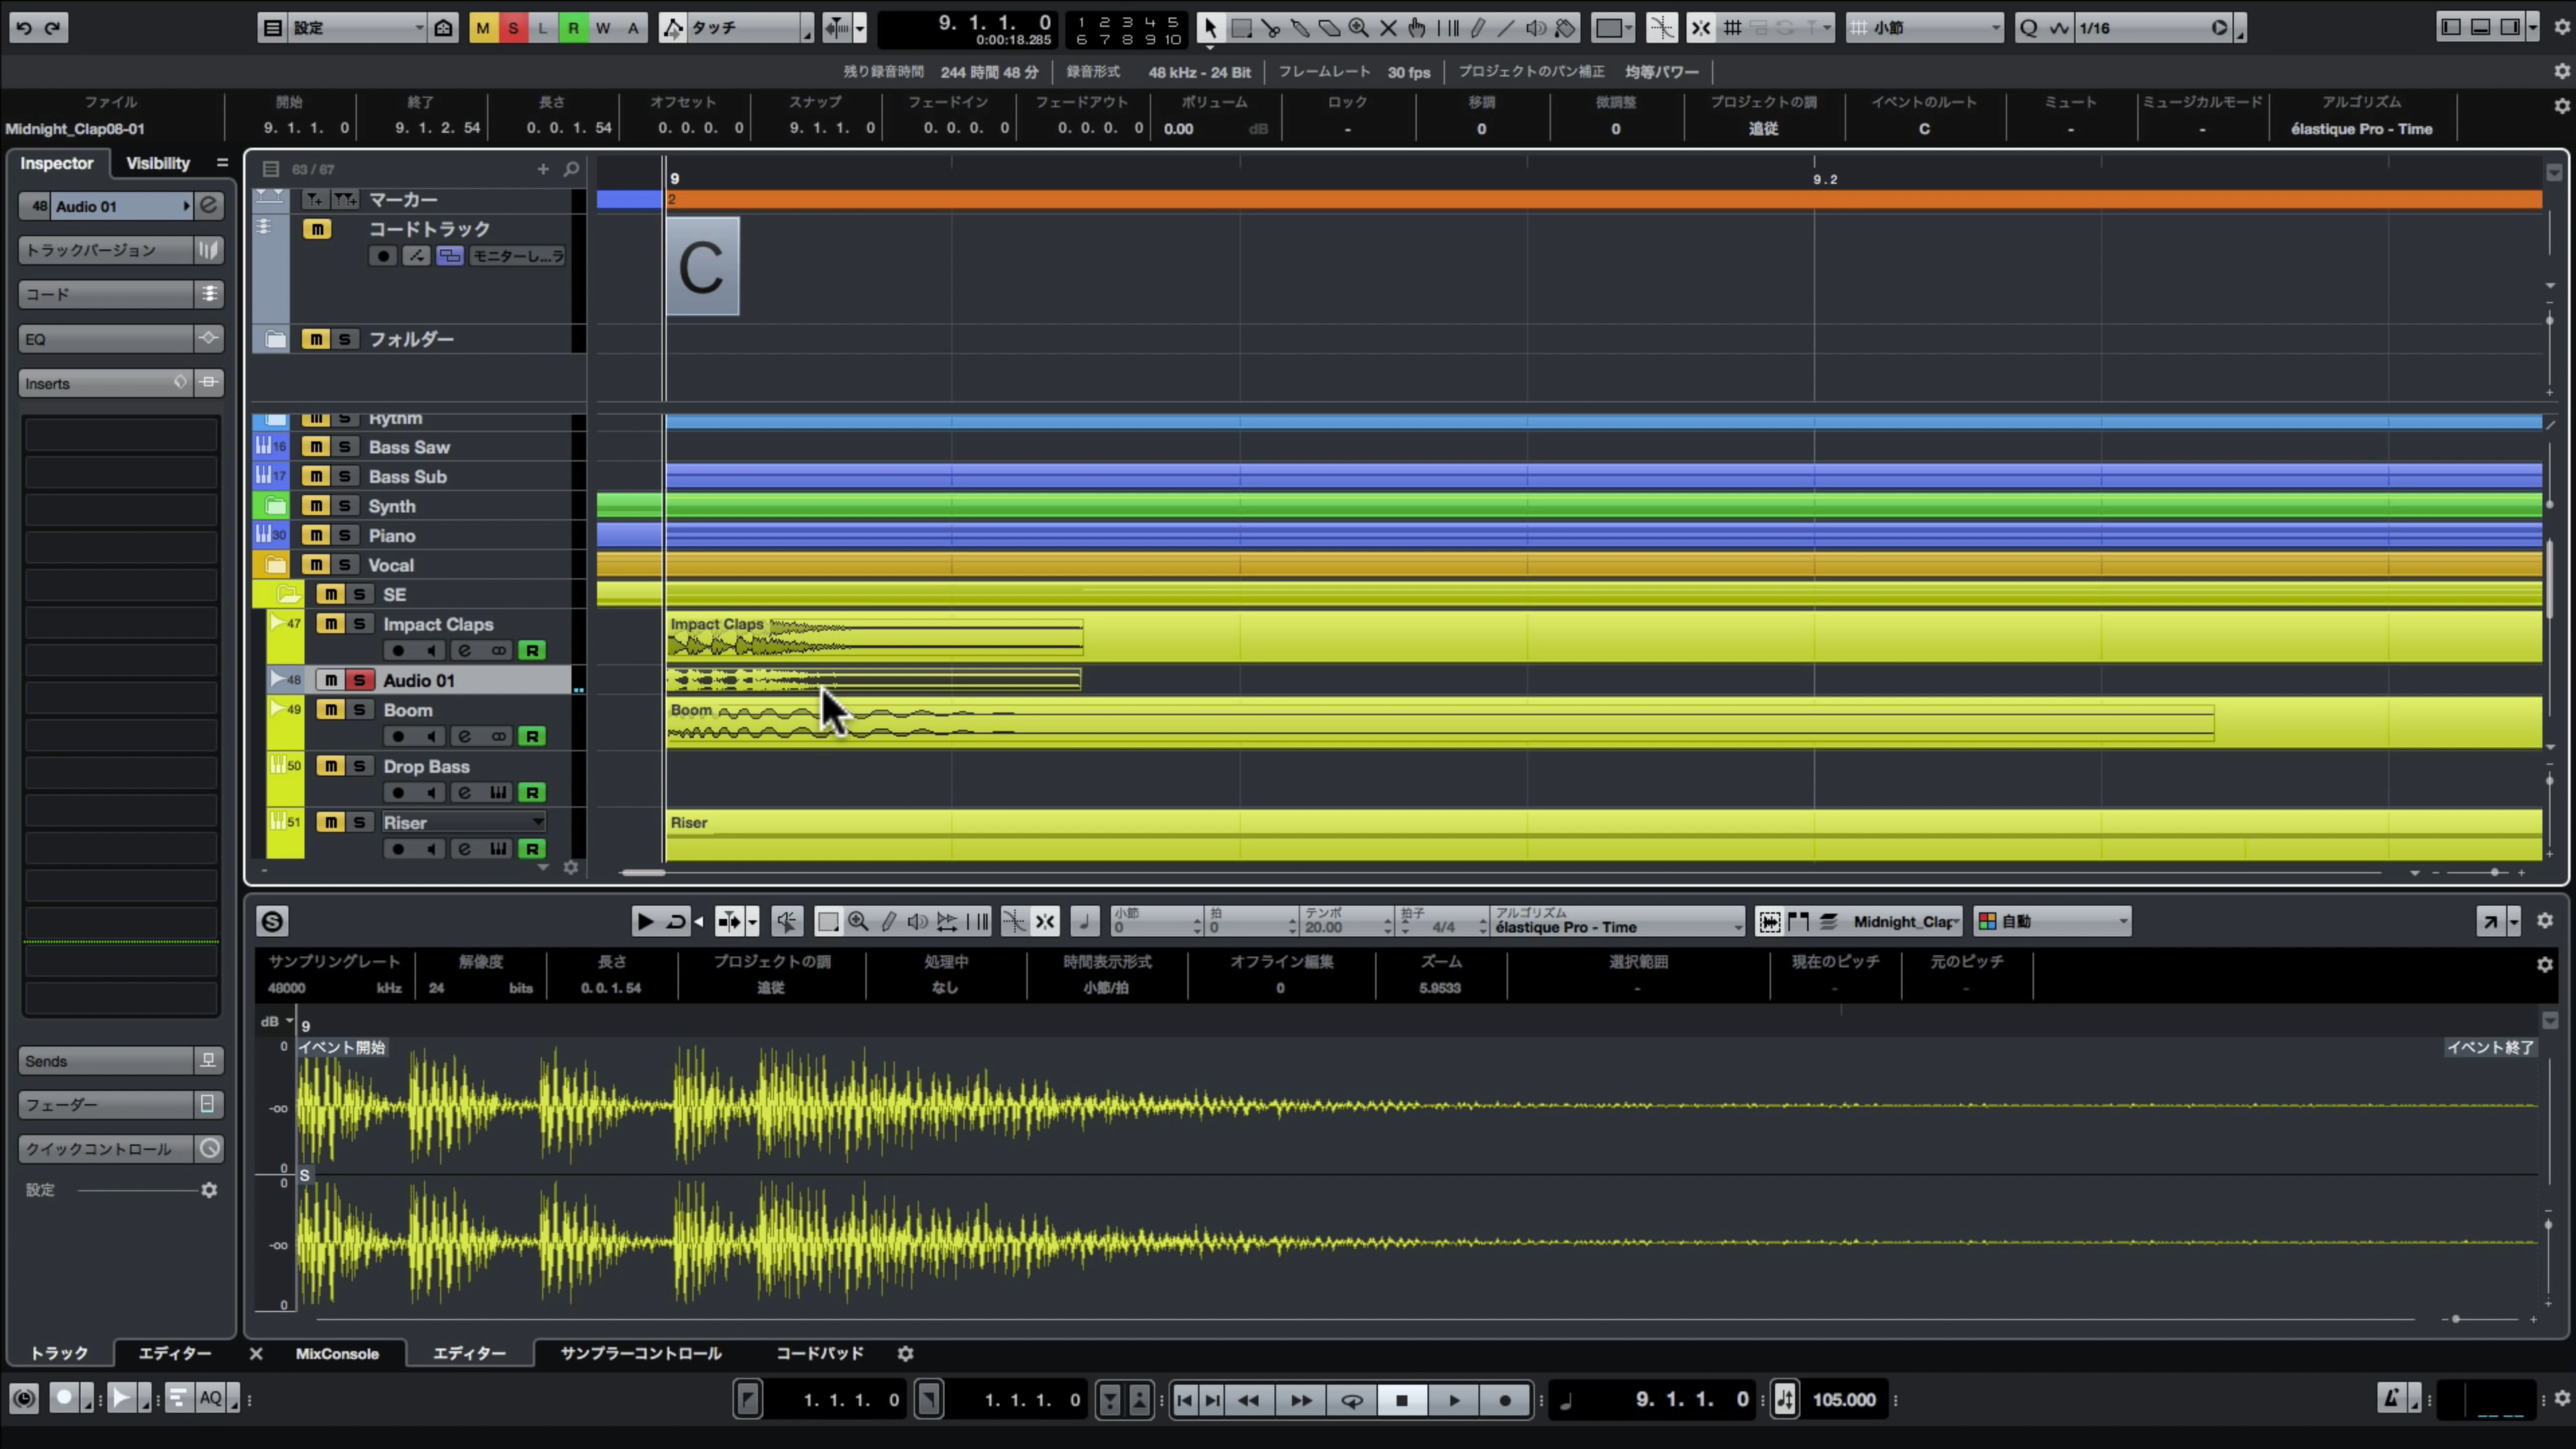 設定 M S L R W A タッチ 9. 1. 1. 0 1 2 3 4 5 小節 Q 1/16
0:00:18.285 6 7 8 9 10
残り録音時間 244 時間 48 分 録音形式 48 kHz - 24 Bit フレームレート 30 fps プロジェクトのパン補正 均等パワー
ファイル 開始 終了 長さ オフセット スナップ フェードイン フェードアウト ボリューム ロック 移調 微調整 プロジェクトの調 イベントのルート ミュート ミュージカルモード アルゴリズム
Midnight_Clap08-01 9. 1. 1. 0 9. 1. 2. 54 0. 0. 1. 54 0. 0. 0. 0 9. 1. 1. 0 0. 0. 0. 0 0. 0. 0. 0 0.00 dB - 0 0 追従 C - - élastique Pro - Time
Inspector Visibility
63 / 67
9
9.2
48 Audio 01
トラックバージョン
コード
EQ
Inserts
Sends
フェーダー
クイックコントロール
設定
マーカー
2
m コードトラック
モニターし...ラ
C
m S フォルダー
m S Rythm
16 m S Bass Saw
17 m S Bass Sub
m S Synth
30 m S Piano
m S Vocal
m S SE
47 m S Impact Claps
R
Impact Claps
48 m S Audio 01
49 m S Boom
R
Boom
50 m S Drop Bass
R
51 m S Riser
R
Riser
小節 拍 テンポ 拍子 アルゴリズム
0 0 20.00 4/4 élastique Pro - Time Midnight_Clap 自動
サンプリングレート 解像度 長さ プロジェクトの調 処理中 時間表示形式 オフライン編集 ズーム 選択範囲 現在のピッチ 元のピッチ
48000 kHz 24 bits 0. 0. 1. 54 追従 なし 小節/拍 0 5.9533 - - -
dB 9
0 イベント開始 イベント終了
-oo
0 S
0
-oo
0
トラック エディター MixConsole エディター サンプラーコントロール コードパッド
AQ 1. 1. 1. 0 1. 1. 1. 0 9. 1. 1. 0 105.000